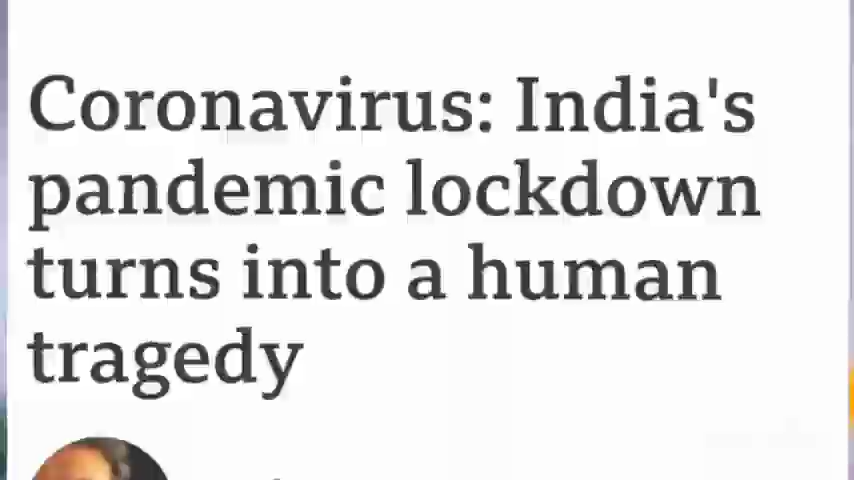 Coronavirus: India's
pandemic lockdown
turns into a human
tragedy